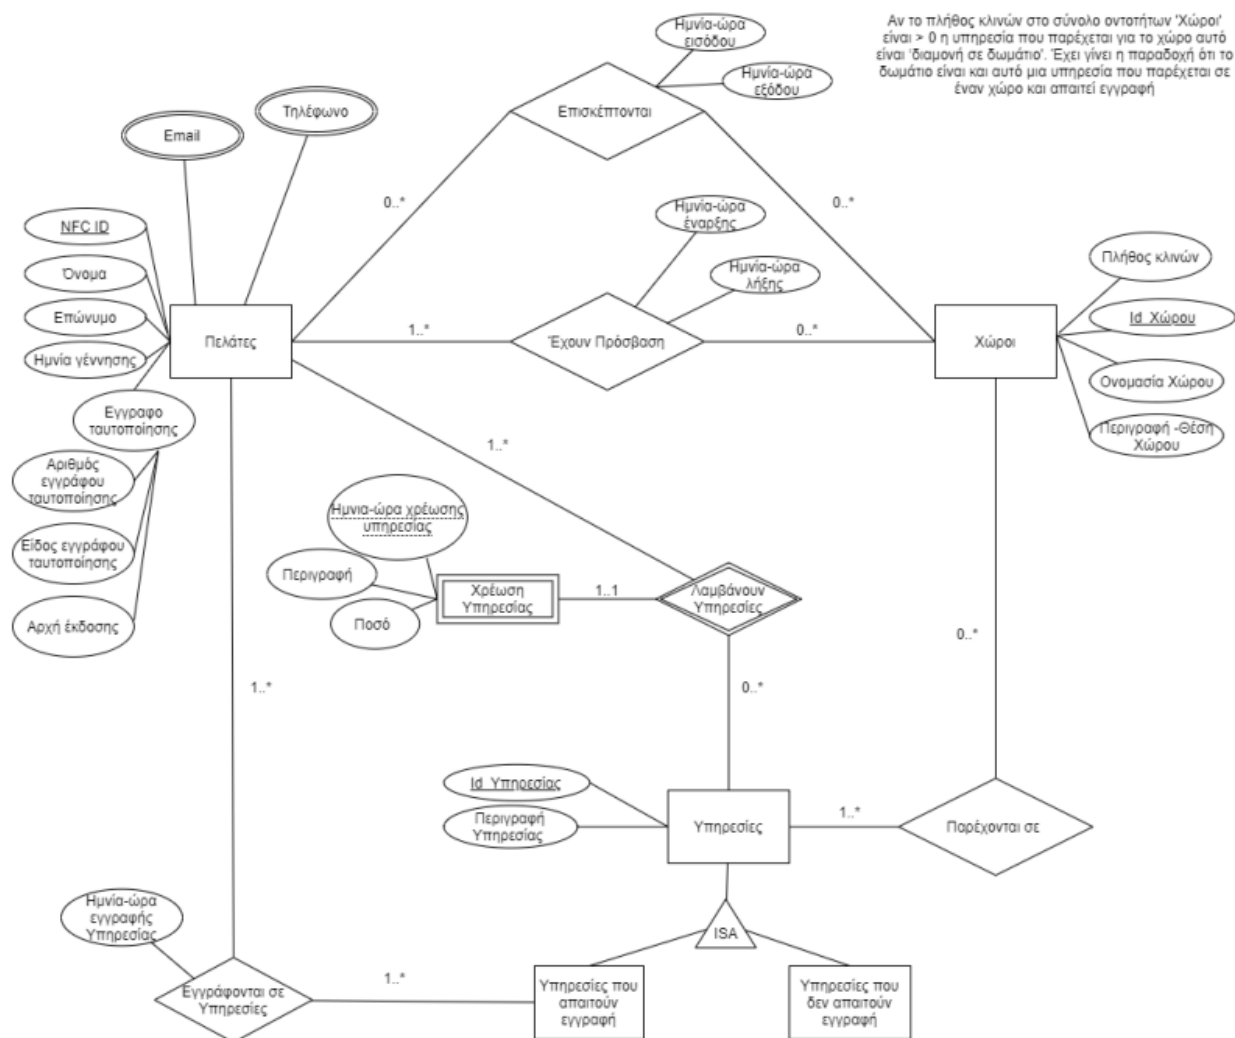 Ημνία-ώρα
εισόδου
Ημνία-ώρα
εξόδου
Επισκέπτονται
Αν το πλήθος κλινών στο σύνολο οντοτήτων 'Χώροι'
είναι > 0 η υπηρεσία που παρέχεται για το χώρο αυτό
είναι 'διαμονή σε δωμάτιο'. Έχει γίνει η παραδοχή ότι το
δωμάτιο είναι και αυτό μια υπηρεσία που παρέχεται σε
έναν χώρο και απαιτεί εγγραφή
Email
Τηλέφωνο
0..*
0..*
NFC ID
Όνομα
Επώνυμο
Ημνία γέννησης
Πελάτες
Ημνία-ώρα
έναρξης
Ημνία-ώρα
λήξης
1..*
Έχουν Πρόσβαση
0..*
Χώροι
Πλήθος κλινών
Id_Χώρου
Ονομασία Χώρου
Περιγραφή -Θέση
Χώρου
Εγγραφο
ταυτοποίησης
Αριθμός
εγγράφου
ταυτοποίησης
Είδος εγγράφου
ταυτοποίησης
Αρχή έκδοσης
1..*
Ημνια-ώρα χρέωσης
υπηρεσίας
Περιγραφή
Ποσό
Χρέωση
Υπηρεσίας
1..1
Λαμβάνουν
Υπηρεσίες
0..*
1..*
0..*
Id_Υπηρεσίας
Περιγραφή
Υπηρεσίας
Υπηρεσίες
1..*
Παρέχονται σε
ISA
Ημνία-ώρα
εγγραφής
Υπηρεσίας
Εγγράφονται σε
Υπηρεσίες
1..*
Υπηρεσίες που
απαιτούν
εγγραφή
Υπηρεσίες που
δεν απαιτούν
εγγραφή